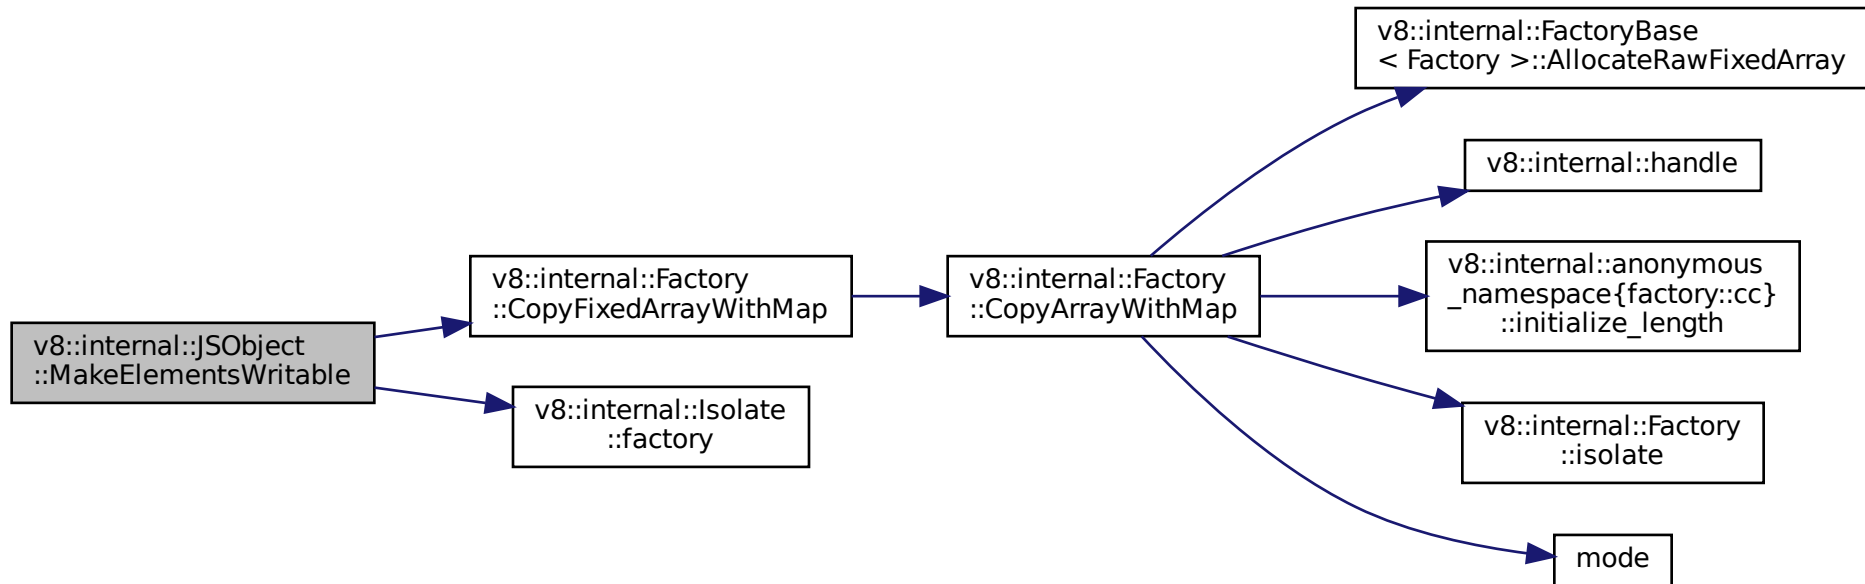 v8::internal::JSObject
::MakeElementsWritable
v8::internal::Factory
::CopyFixedArrayWithMap
v8::internal::Isolate
::factory
v8::internal::Factory
::CopyArrayWithMap
v8::internal::FactoryBase
< Factory >::AllocateRawFixedArray
v8::internal::handle
v8::internal::anonymous
_namespace{factory::cc}
::initialize_length
v8::internal::Factory
::isolate
mode